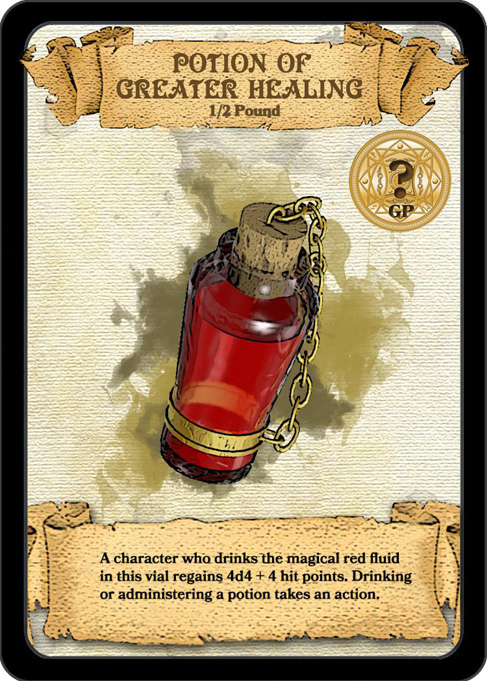 POTION OF
GREATER HEALING
1/2 Pound
?
GP
A character who drinks the magical red fluid
in this vial regains 4d4 + 4 hit points. Drinking
or administering a potion takes an action.